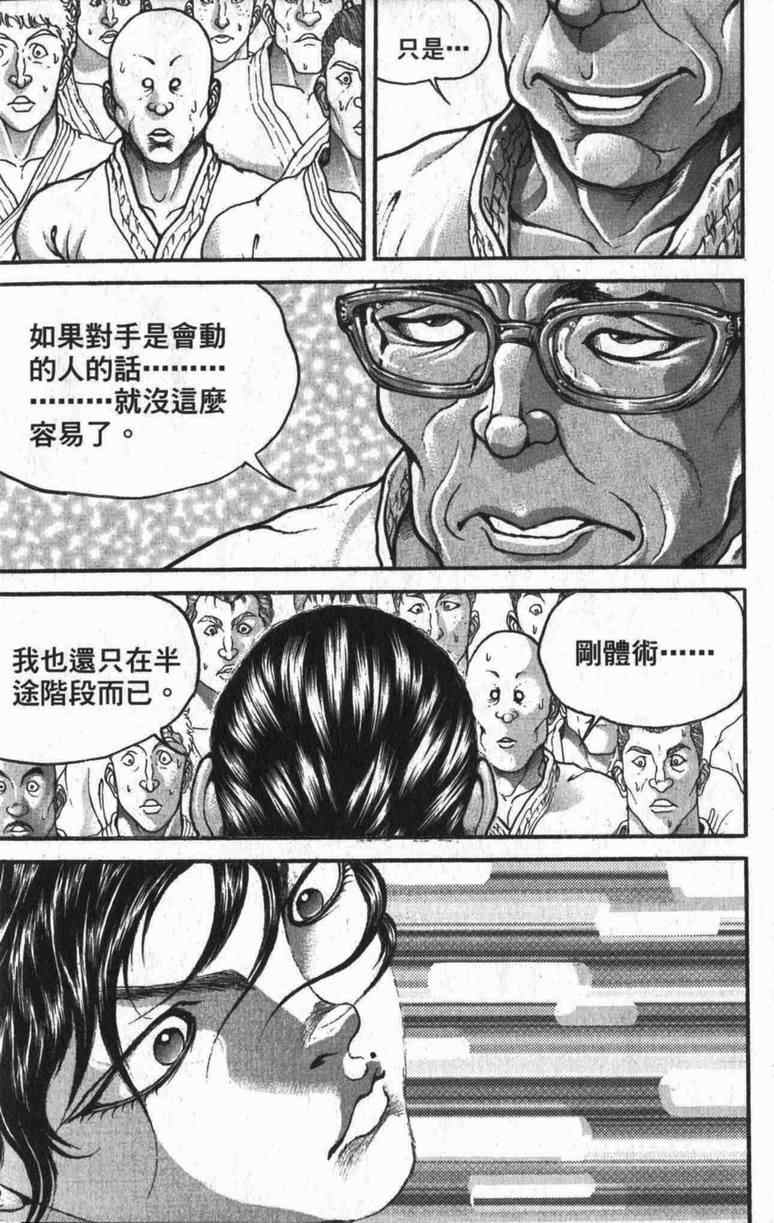 只是…
如果對手是會動
的人的話………
………就沒這麼
容易了。
剛體術……
我也還只在半
途階段而已。